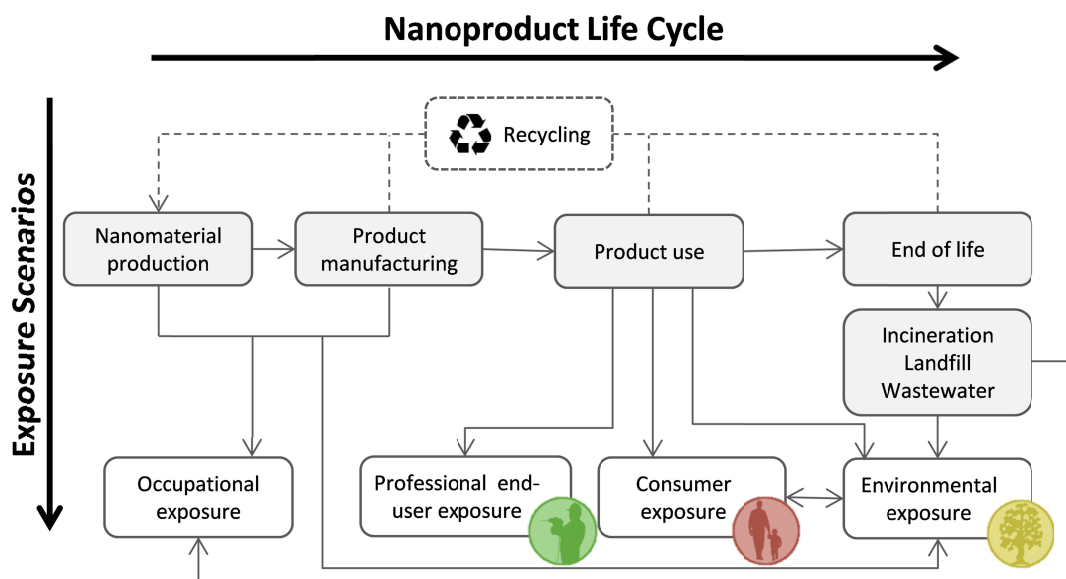 Nanoproduct Life Cycle
Exposure Scenarios
Recycling
Nanomaterial
production
Product
manufacturing
Product use
End of life
Incineration
Landfill
Wastewater
Occupational
exposure
Professional end-
user exposure
Consumer
exposure
Environmental
exposure